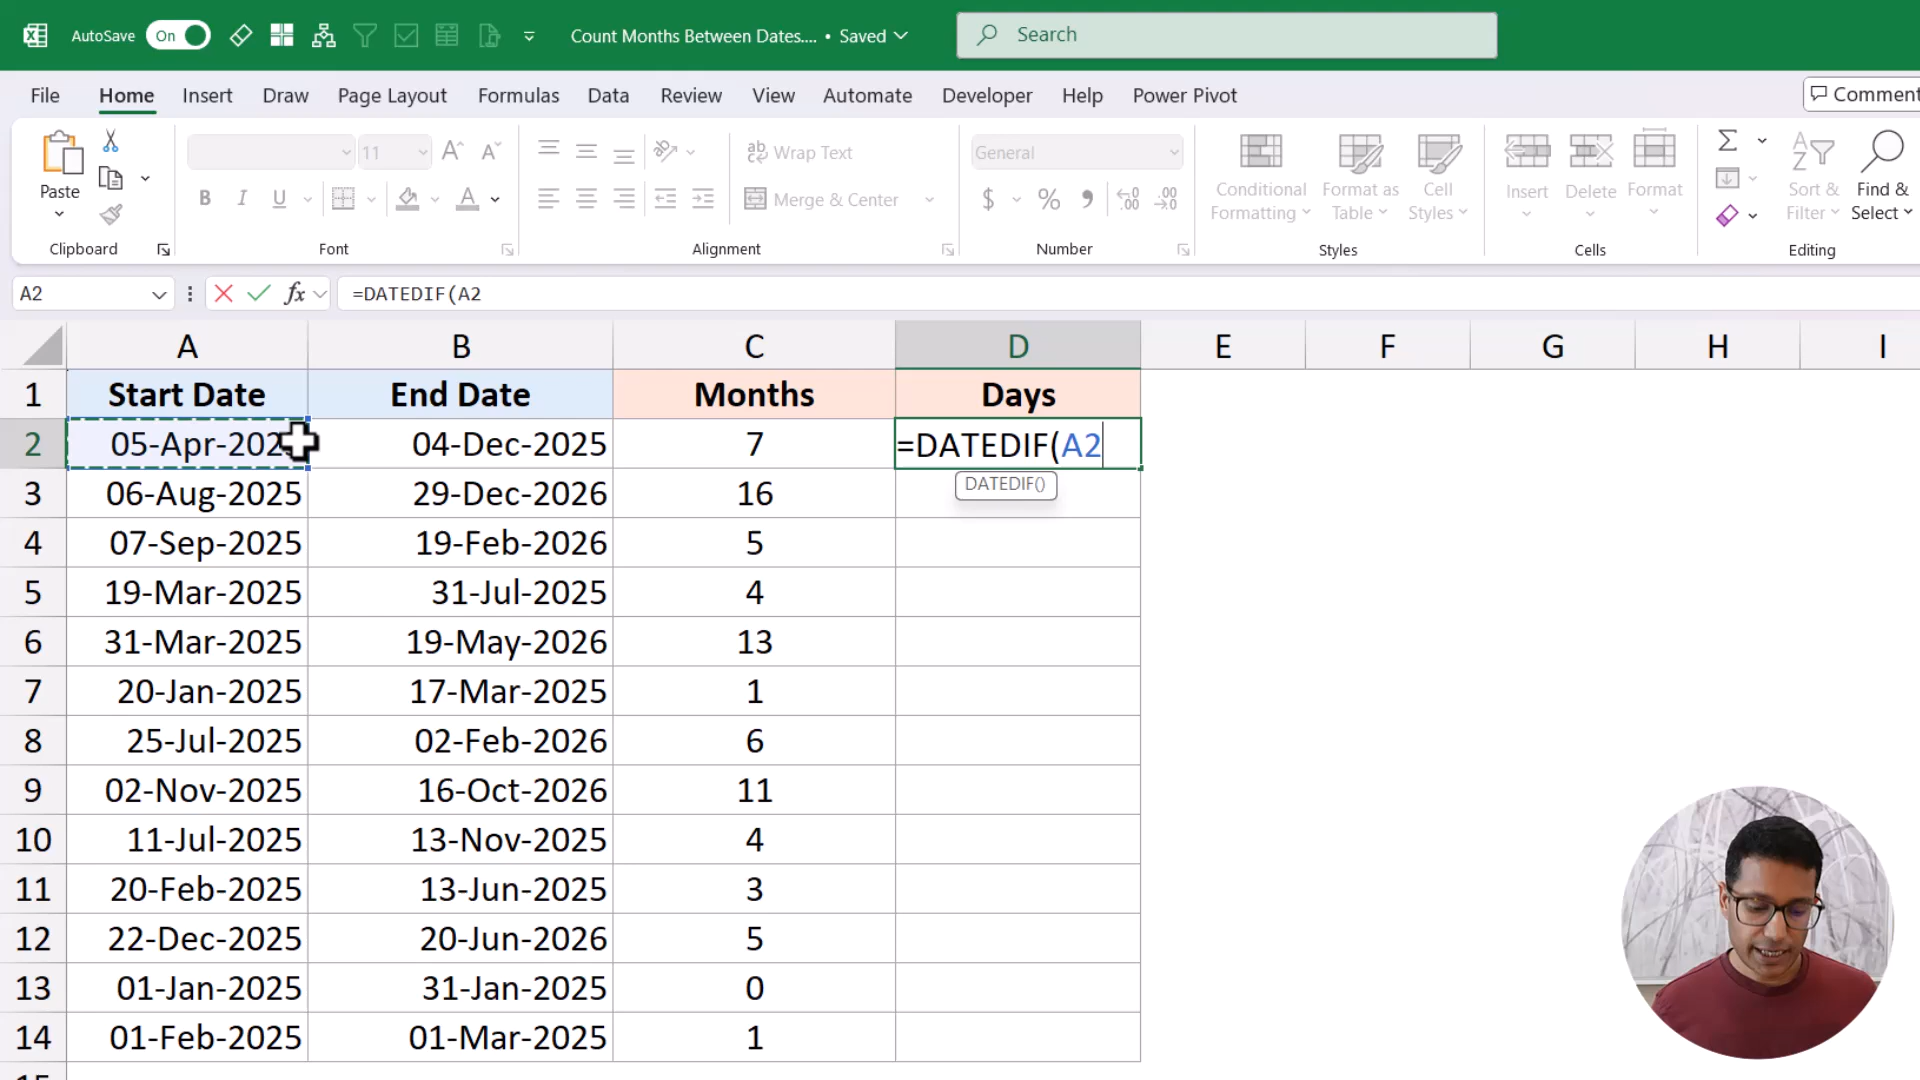 AutoSave On Count Months Between Dates.... • Saved Search
File Home Insert Draw Page Layout Formulas Data Review View Automate Developer Help Power Pivot Comment
Paste
Clipboard
11
B I U A
Font
Wrap Text
Merge & Center
Alignment
General
$ % 9
Number
Conditional Formatting
Format as Table
Cell Styles
Styles
Insert
Delete
Format
Cells
Sort & Filter
Find & Select
Editing
A2 fx =DATEDIF(A2
A B C D E F G H I
1 Start Date End Date Months Days
2 05-Apr-202 04-Dec-2025 7 =DATEDIF(A2
DATEDIF()
3 06-Aug-2025 29-Dec-2026 16
4 07-Sep-2025 19-Feb-2026 5
5 19-Mar-2025 31-Jul-2025 4
6 31-Mar-2025 19-May-2026 13
7 20-Jan-2025 17-Mar-2025 1
8 25-Jul-2025 02-Feb-2026 6
9 02-Nov-2025 16-Oct-2026 11
10 11-Jul-2025 13-Nov-2025 4
11 20-Feb-2025 13-Jun-2025 3
12 22-Dec-2025 20-Jun-2026 5
13 01-Jan-2025 31-Jan-2025 0
14 01-Feb-2025 01-Mar-2025 1